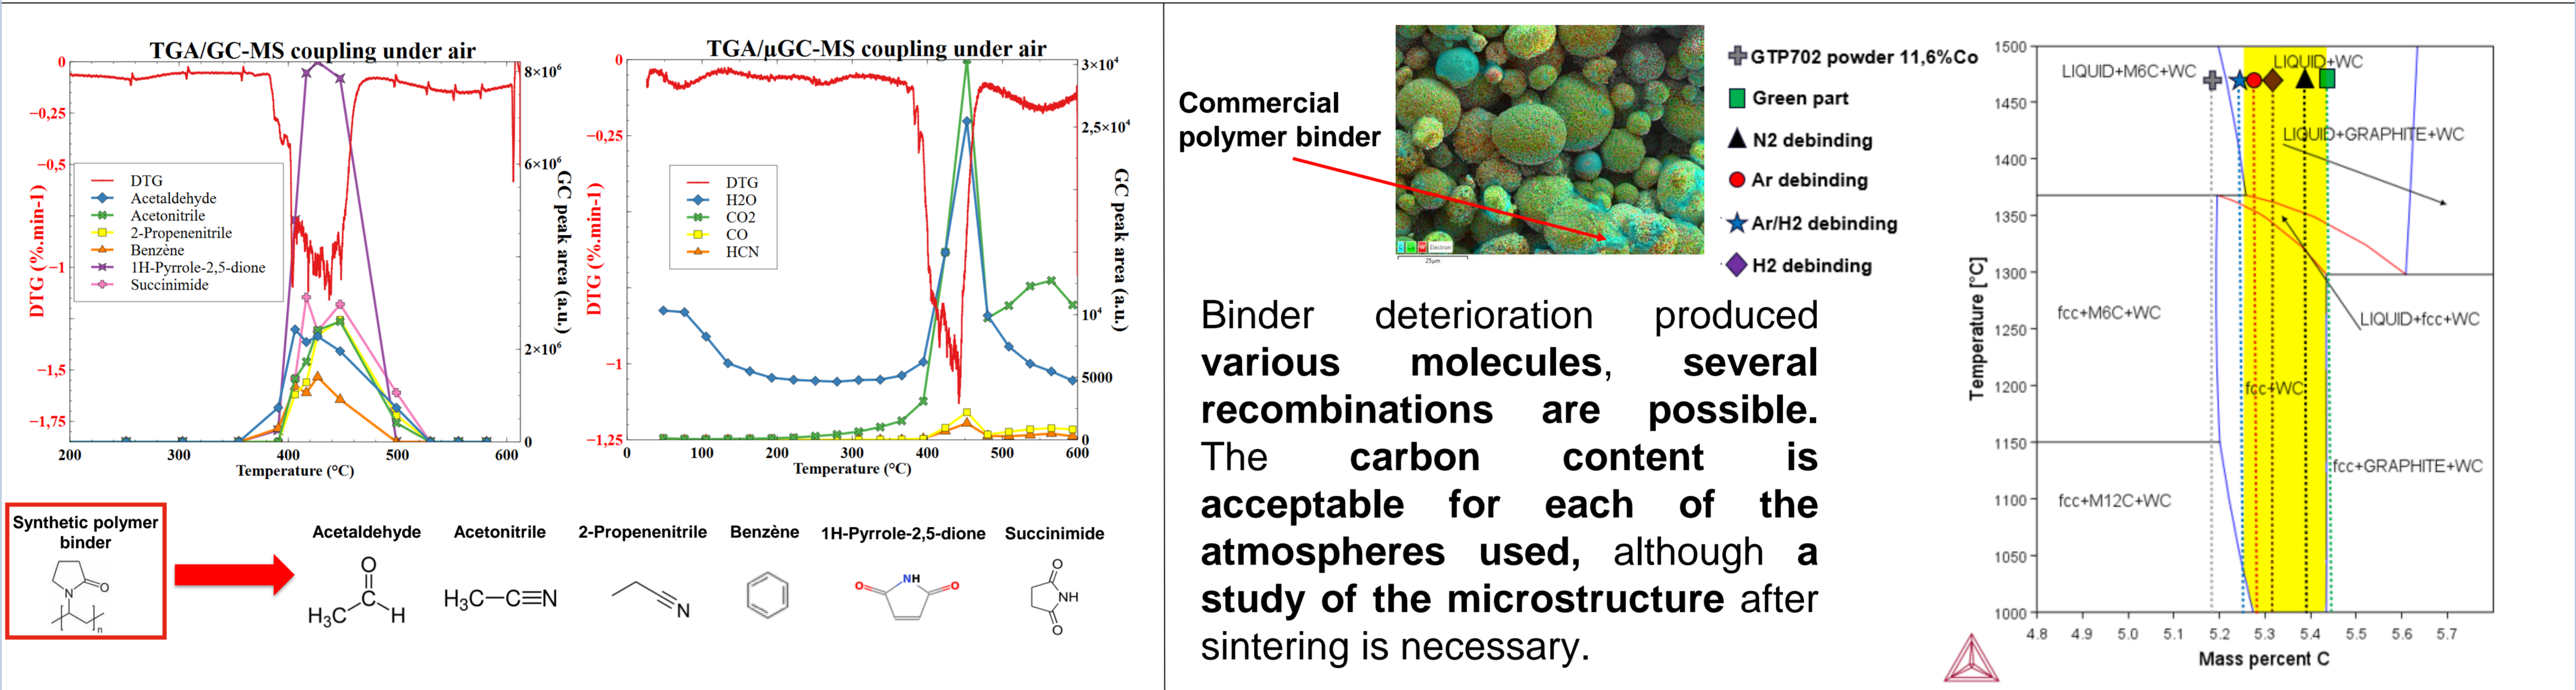 TGA/GC-MS coupling under air
0
−0,25
−0,5
−1
−1,5
−1,75
DTG (%.min-1)
8×10⁶
6×10⁶
2×10⁶
0
GC peak area (a.u.)
DTG
Acetaldehyde
Acetonitrile
2-Propenenitrile
Benzène
1H-Pyrrole-2,5-dione
Succinimide
200 300 400 500 600
Temperature (°C)
TGA/μGC-MS coupling under air
0
−0,25
−1
−1,25
DTG (%.min-1)
3×10⁴
2,5×10⁴
10⁴
5000
0
GC peak area (a.u.)
DTG
H2O
CO2
CO
HCN
0 100 200 300 400 500 600
Temperature (°C)
Synthetic polymer
binder
N
O
n
Acetaldehyde
O
H₃C
H
Acetonitrile
H₃C−C≡N
2-Propenenitrile
N
Benzène
1H-Pyrrole-2,5-dione
O
NH
O
Succinimide
O
NH
O
Commercial
polymer binder
C
Co
W
Electron
25μm
GTP702 powder 11,6%Co
Green part
N2 debinding
Ar debinding
Ar/H2 debinding
H2 debinding
Binder deterioration produced
various molecules, several
recombinations are possible.
The carbon content is
acceptable for each of the
atmospheres used, although a
study of the microstructure after
sintering is necessary.
Temperature [°C]
1500
1450
1400
1350
1300
1250
1200
1150
1100
1050
1000
LIQUID+M6C+WC
LIQUID+WC
LIQUID+GRAPHITE+WC
LIQUID+fcc+WC
fcc+M6C+WC
fcc+WC
fcc+GRAPHITE+WC
fcc+M12C+WC
4.8 4.9 5.0 5.1 5.2 5.3 5.4 5.5 5.6 5.7
Mass percent C